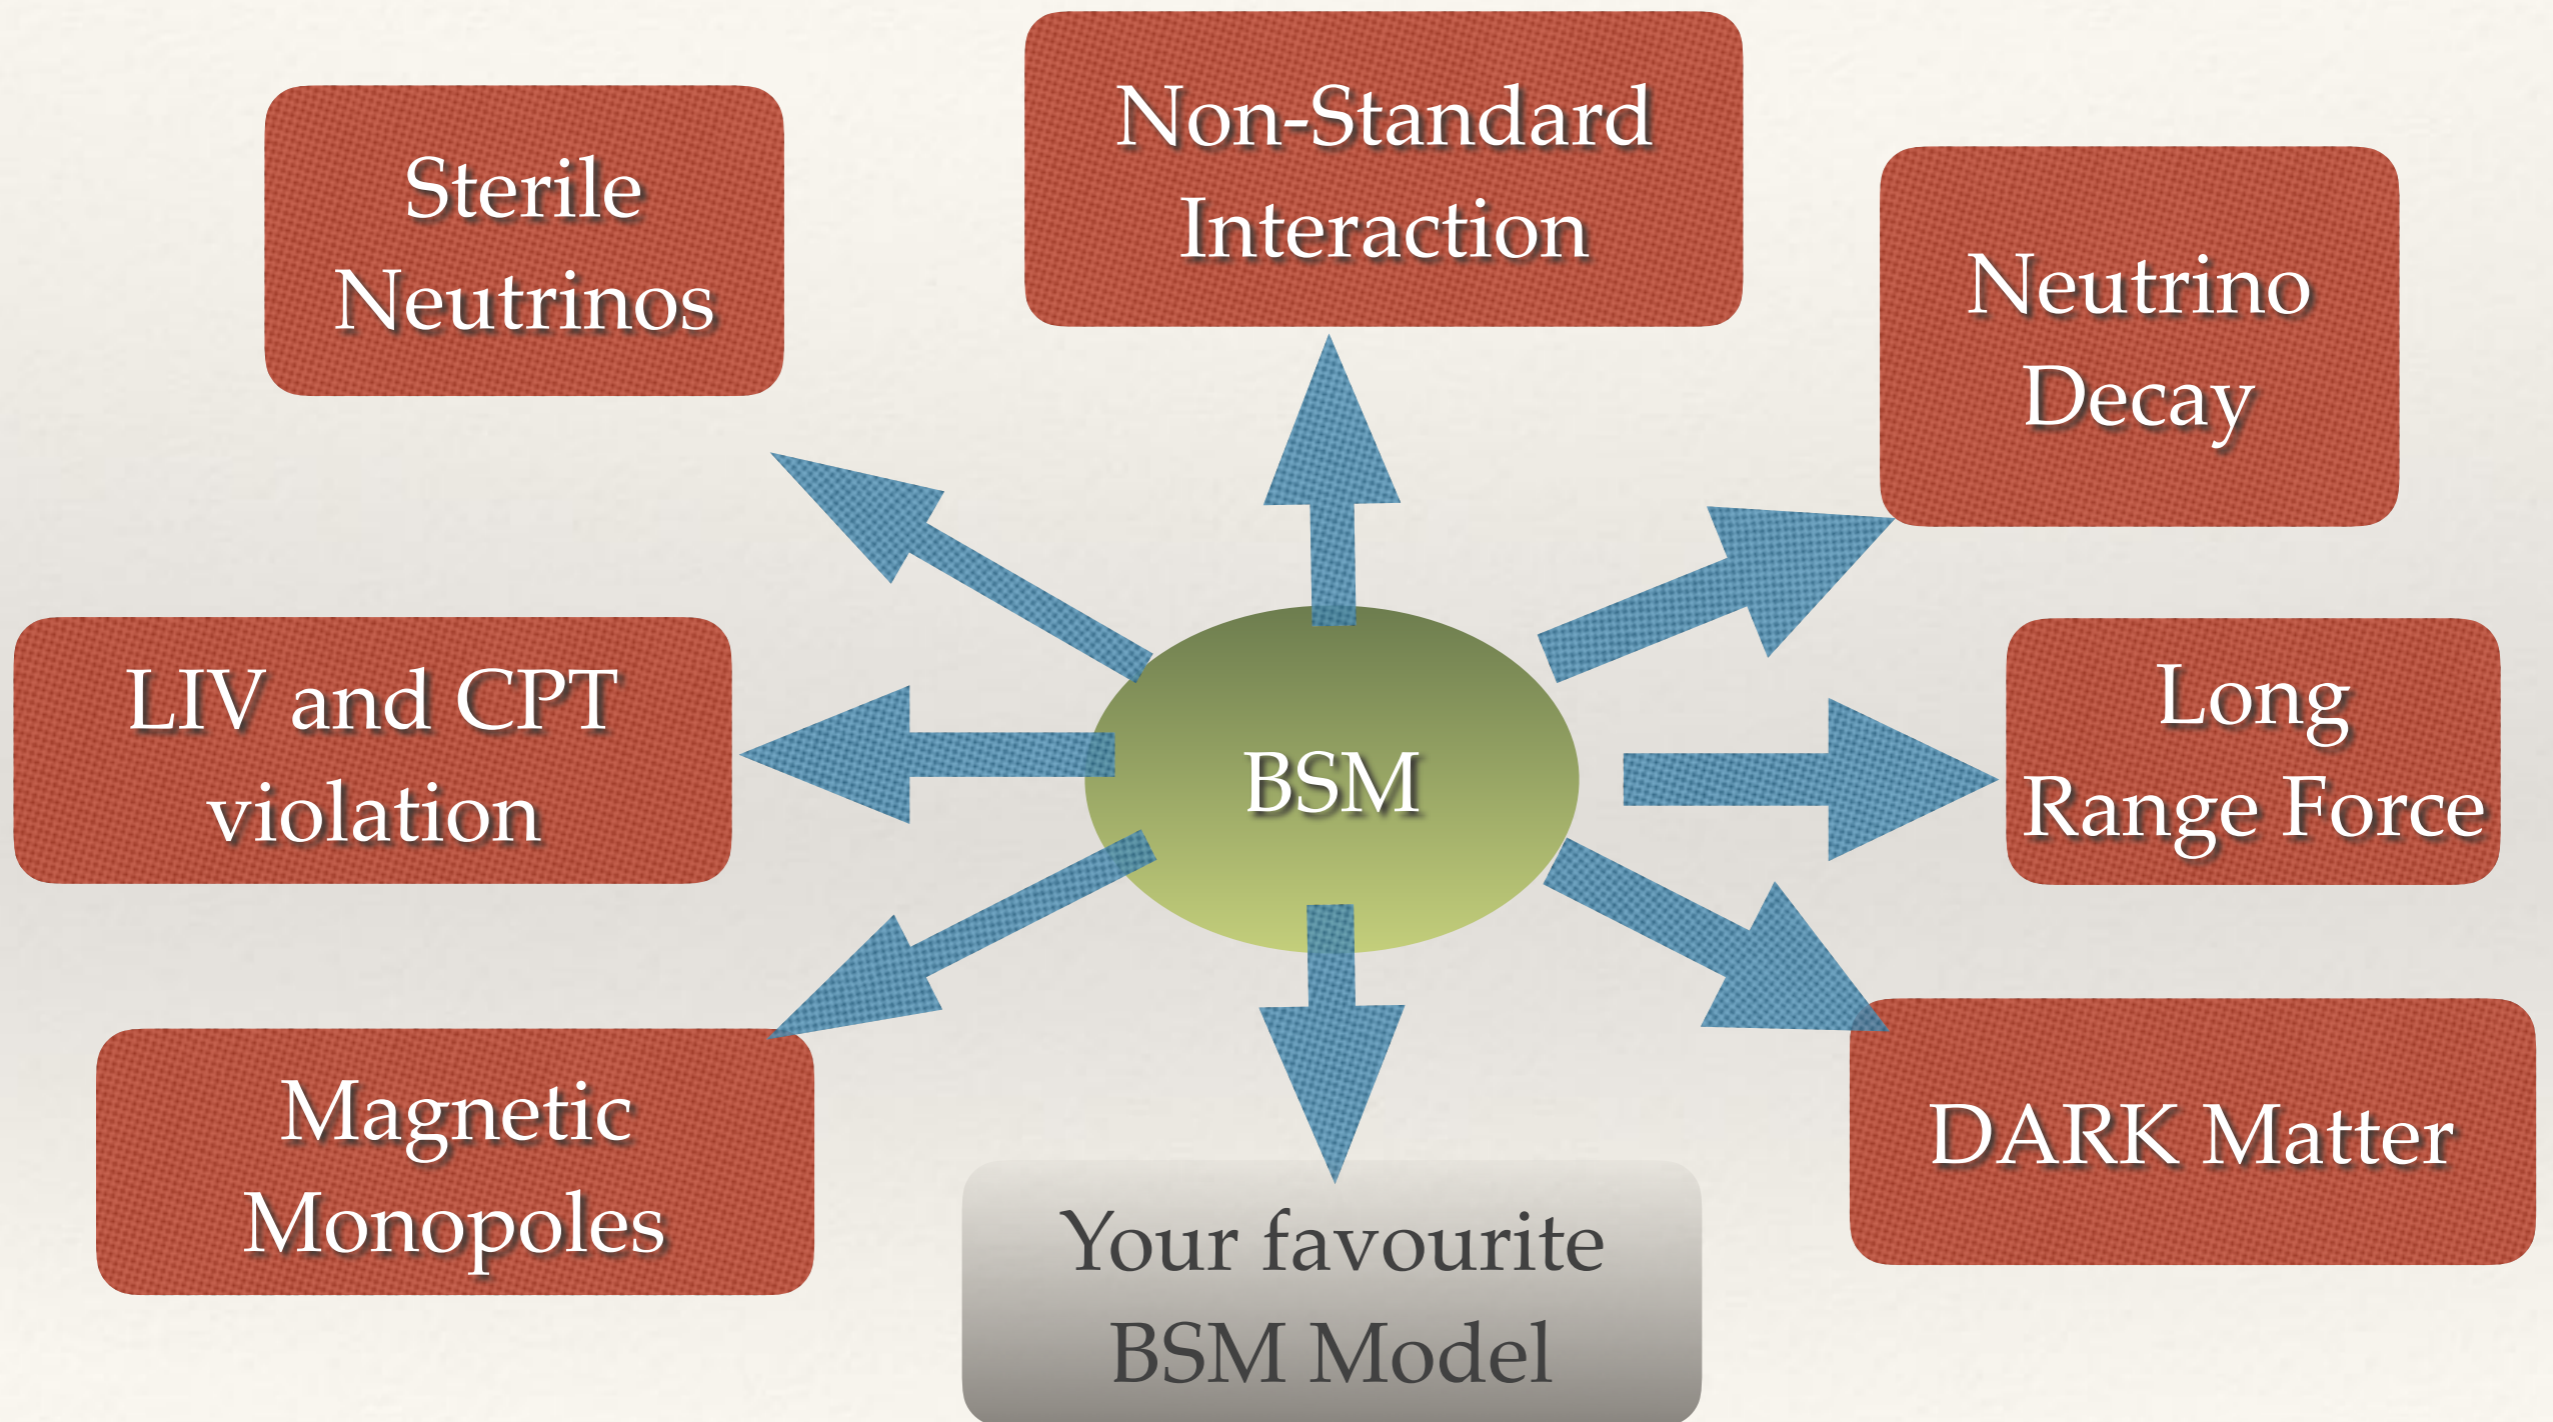 Non-Standard
Interaction
Sterile
Neutrinos
Neutrino
Decay
LIV and CPT
violation
BSM
Long
Range Force
Magnetic
Monopoles
DARK Matter
Your favourite
BSM Model